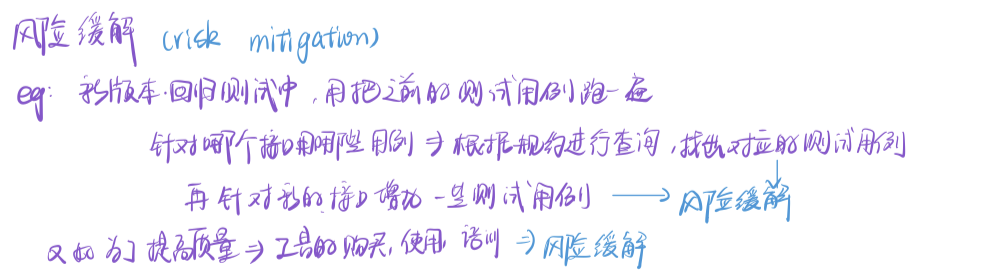 风险缓解 (risk mitigation)
eg: 新版本·回归测试中，用把之前的测试用例跑一遍
针对哪个接口用哪些用例 ⇒ 根据规约进行查询，找出对应的测试用例
再针对新的接口增加一些测试用例 → 风险缓解
又如为了提高质量 ⇒ 工具的购买，使用，培训 ⇒ 风险缓解